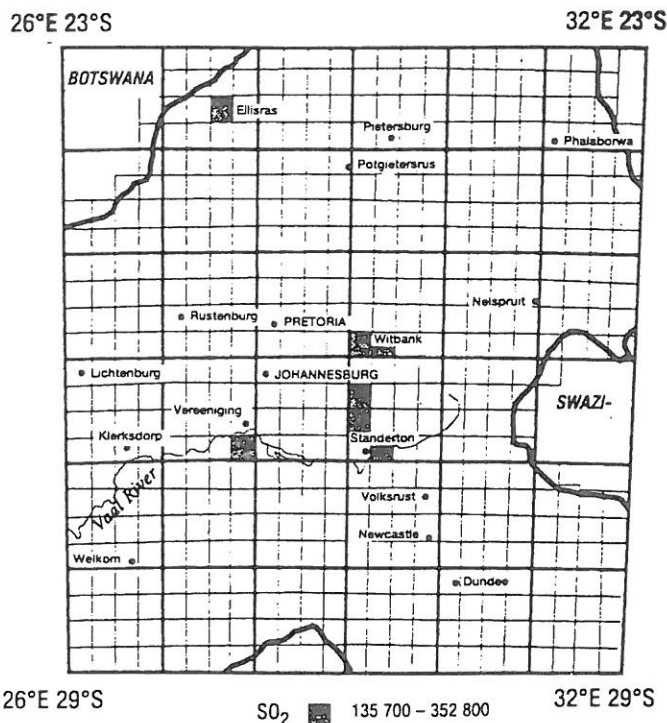 26°E 23°S 32°E 23°S
BOTSWANA
Ellisras
Pietersburg
Phalaborwa
Potgietersrus
Nelspruit
Rustenburg
PRETORIA
Witbank
Lichtenburg
JOHANNESBURG
SWAZI-
Vereeniging
Klerksdorp
Standerton
Vaal River
Volksrust
Newcastle
Welkom
Dundee
26°E 29°S 32°E 29°S
SO₂ 135 700 – 352 800